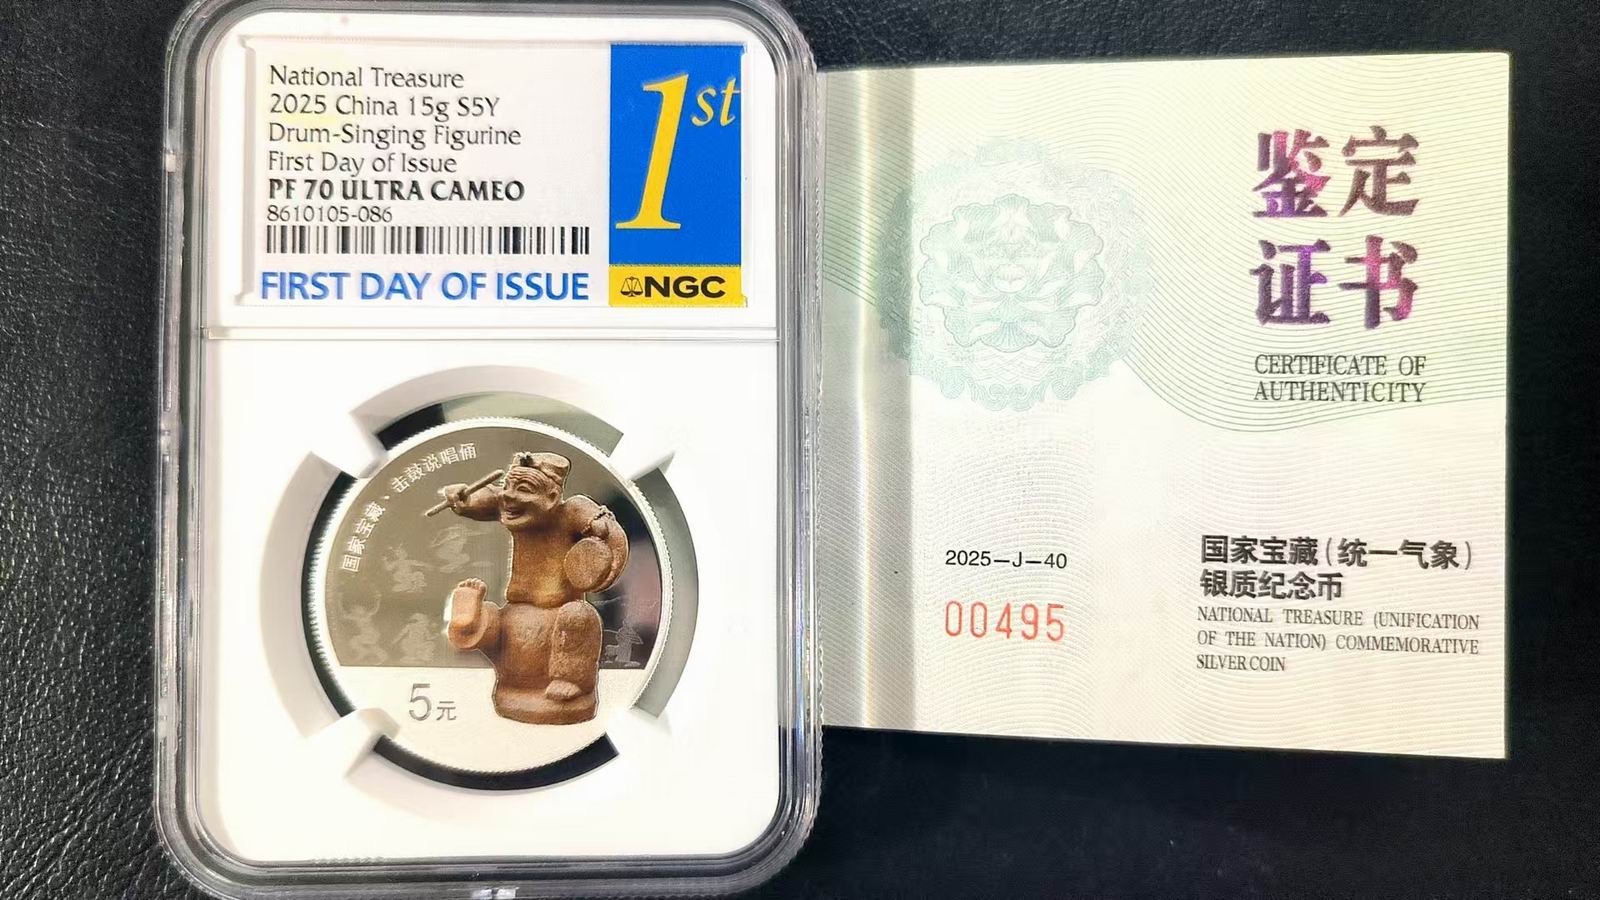 National Treasure
2025 China 15g S5Y
Drum-Singing Figurine
First Day of Issue
PF 70 ULTRA CAMEO
8610105-086
FIRST DAY OF ISSUE
1st
NGC
国家宝藏·击鼓说唱俑
5元
鉴定
证书
CERTIFICATE OF
AUTHENTICITY
2025-J-40
00495
国家宝藏(统一气象)
银质纪念币
NATIONAL TREASURE (UNIFICATION
OF THE NATION) COMMEMORATIVE
SILVER COIN